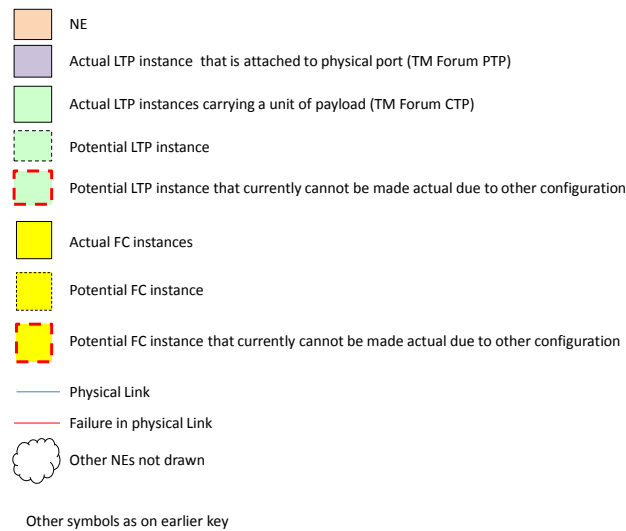 NE
Actual LTP instance that is attached to physical port (TM Forum PTP)
Actual LTP instances carrying a unit of payload (TM Forum CTP)
Potential LTP instance
Potential LTP instance that currently cannot be made actual due to other configuration
Actual FC instances
Potential FC instance
Potential FC instance that currently cannot be made actual due to other configuration
Physical Link
Failure in physical Link
Other NEs not drawn
Other symbols as on earlier key